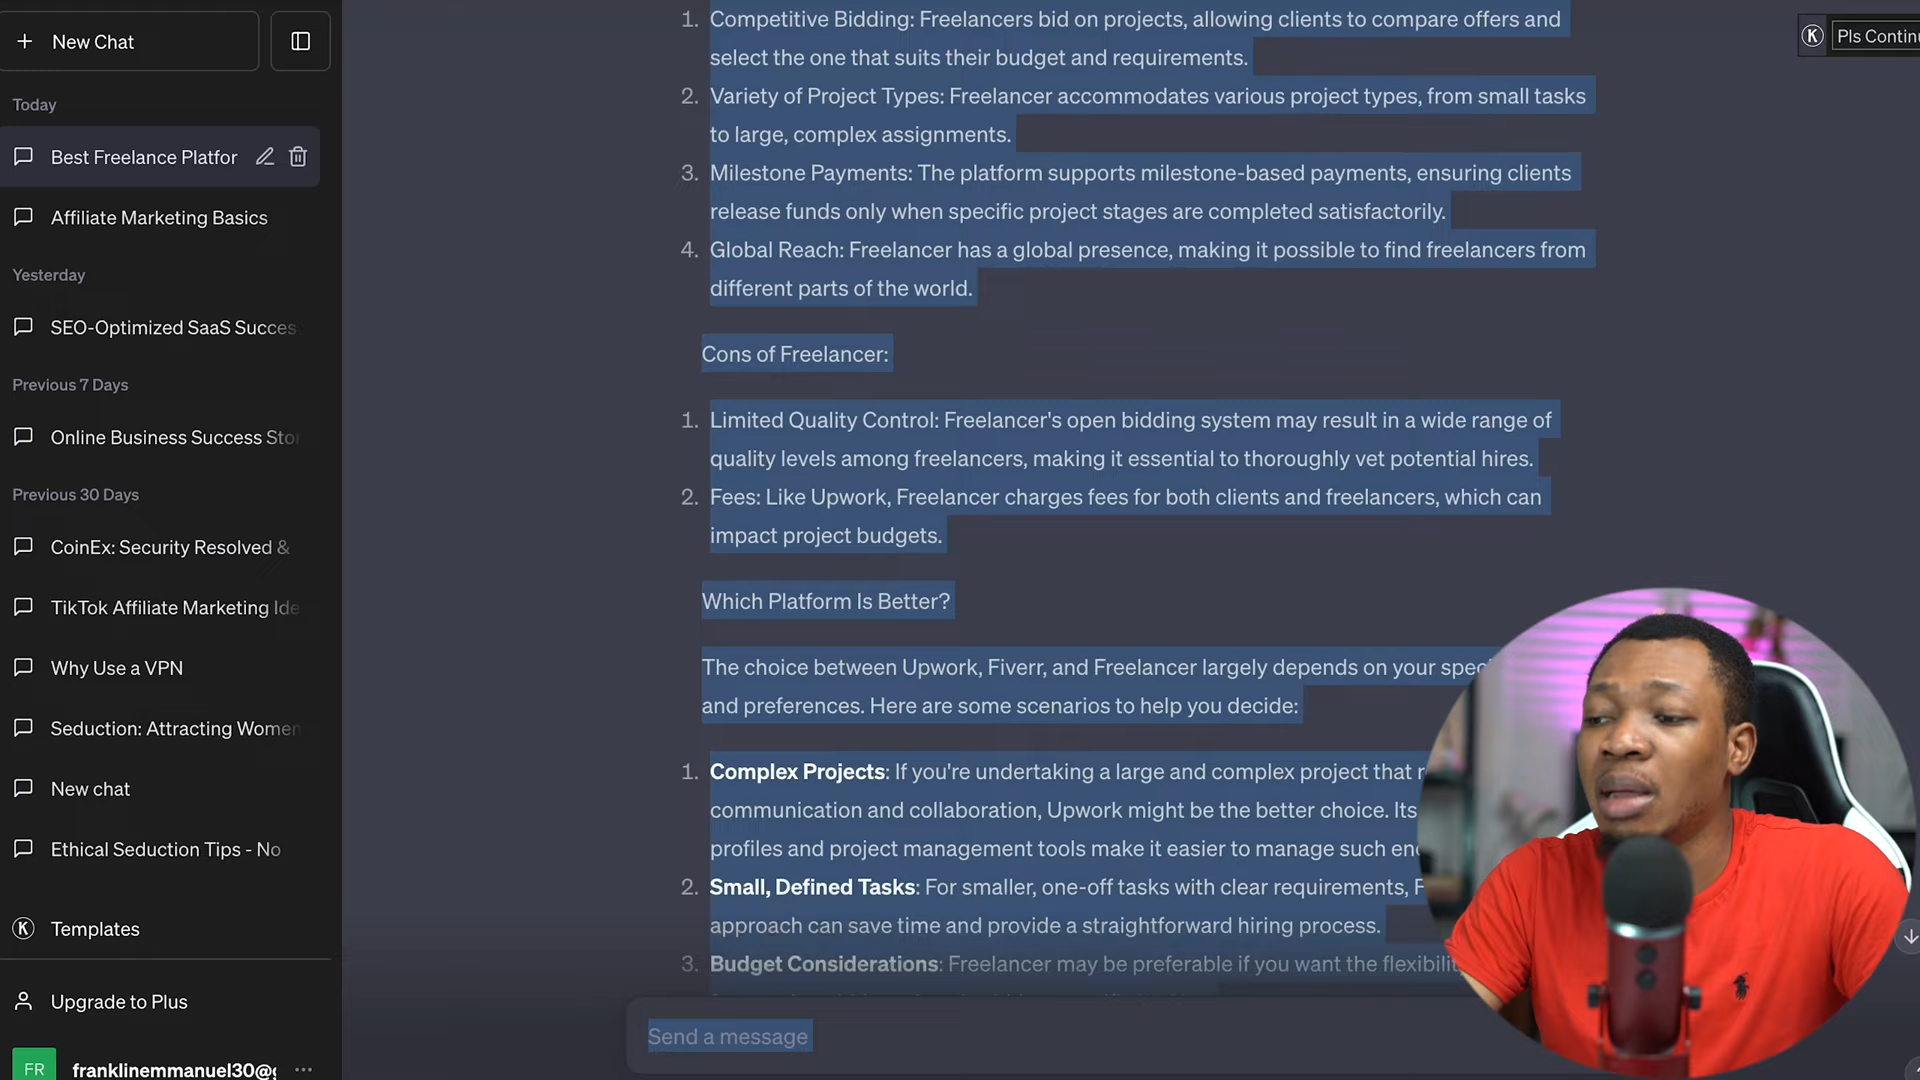 New Chat
Today
Best Freelance Platfor
Affiliate Marketing Basics
Yesterday
SEO-Optimized SaaS Succes
Previous 7 Days
Online Business Success Stor
Previous 30 Days
CoinEx: Security Resolved &
TikTok Affiliate Marketing Ide
Why Use a VPN
Seduction: Attracting Women
New chat
Ethical Seduction Tips - No
Templates
Upgrade to Plus
FR franklinemmanuel30@g ...
1. Competitive Bidding: Freelancers bid on projects, allowing clients to compare offers and
select the one that suits their budget and requirements.
2. Variety of Project Types: Freelancer accommodates various project types, from small tasks
to large, complex assignments.
3. Milestone Payments: The platform supports milestone-based payments, ensuring clients
release funds only when specific project stages are completed satisfactorily.
4. Global Reach: Freelancer has a global presence, making it possible to find freelancers from
different parts of the world.
Cons of Freelancer:
1. Limited Quality Control: Freelancer's open bidding system may result in a wide range of
quality levels among freelancers, making it essential to thoroughly vet potential hires.
2. Fees: Like Upwork, Freelancer charges fees for both clients and freelancers, which can
impact project budgets.
Which Platform Is Better?
The choice between Upwork, Fiverr, and Freelancer largely depends on your spec
and preferences. Here are some scenarios to help you decide:
1. Complex Projects: If you're undertaking a large and complex project that r
communication and collaboration, Upwork might be the better choice. Its
profiles and project management tools make it easier to manage such en
2. Small, Defined Tasks: For smaller, one-off tasks with clear requirements, F
approach can save time and provide a straightforward hiring process.
3. Budget Considerations: Freelancer may be preferable if you want the flexibilit
Send a message
K Pls Continu